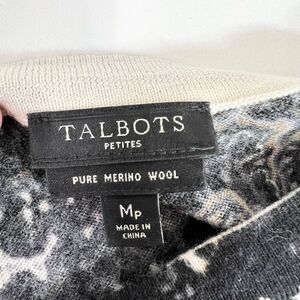 TALBOTS
PETITES
PURE MERINO WOOL
MP
MADE IN
CHINA